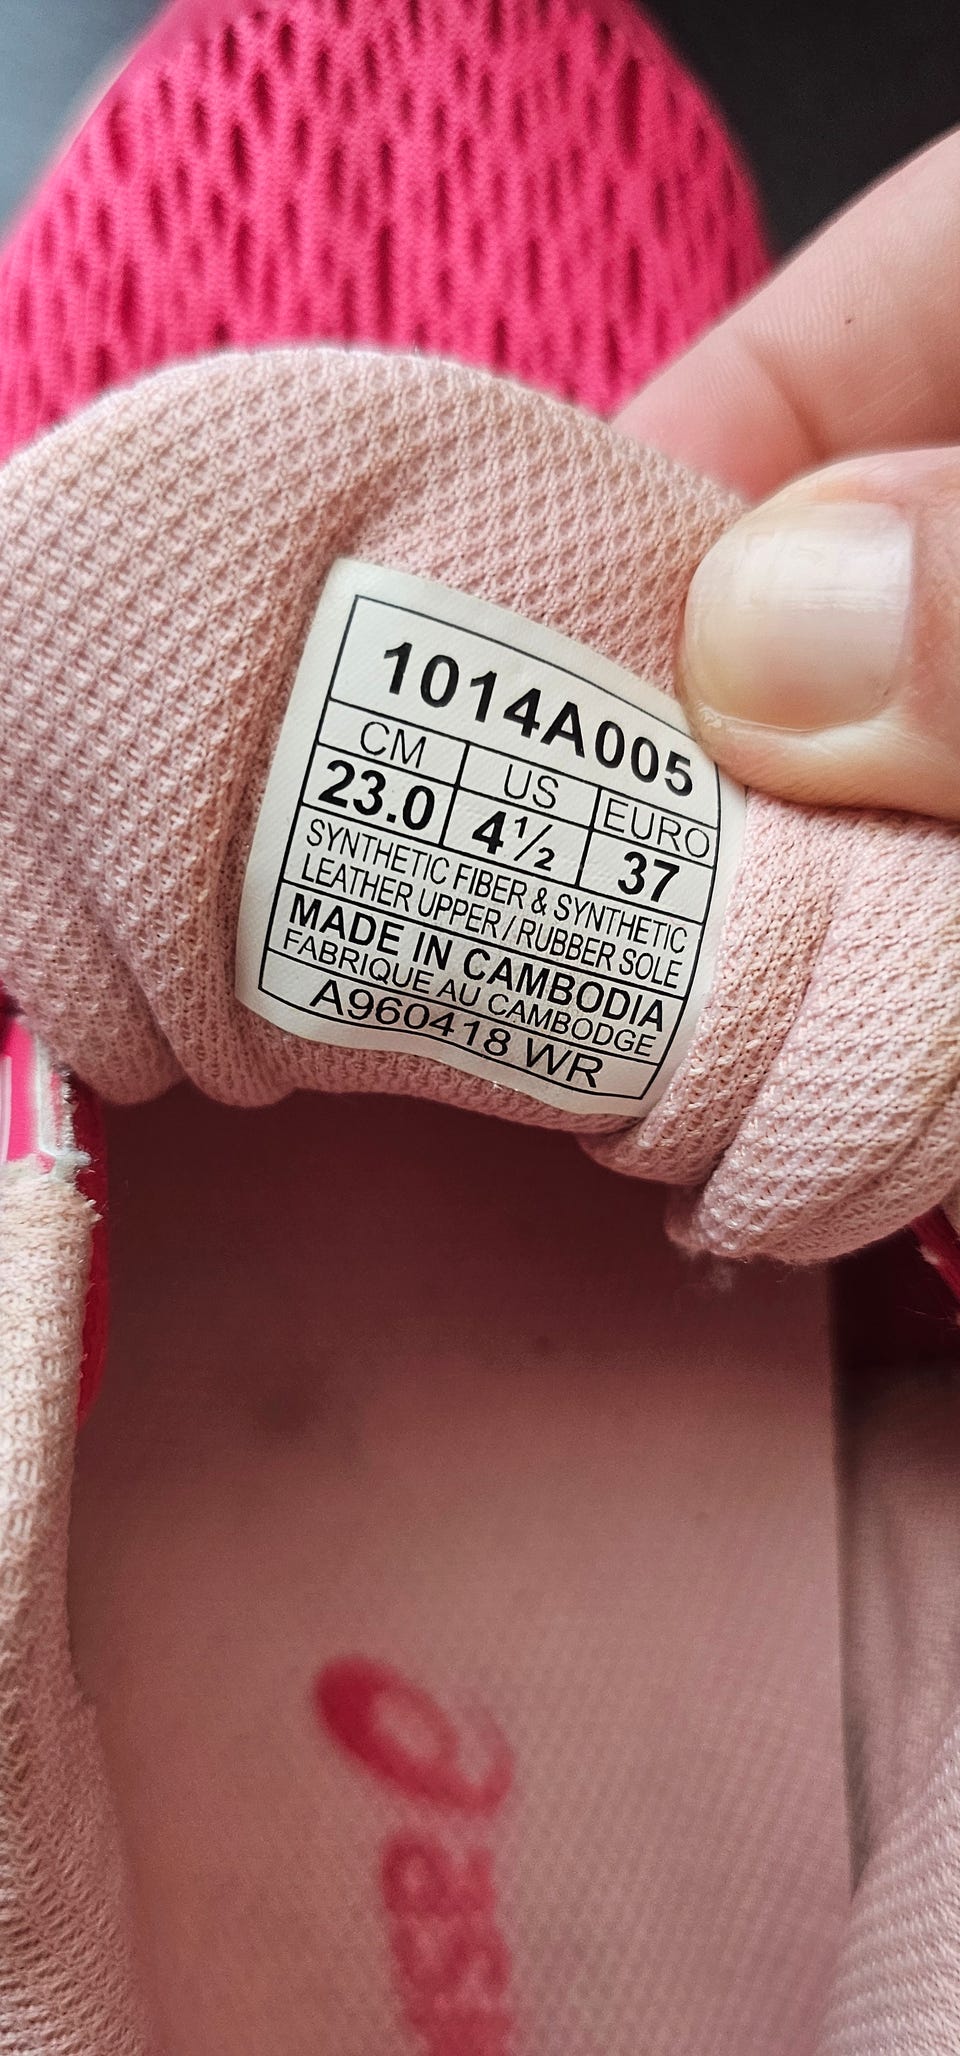 1014A005
CM US EURO
23.0 4½ 37
SYNTHETIC FIBER & SYNTHETIC
LEATHER UPPER / RUBBER SOLE
MADE IN CAMBODIA
FABRIQUE AU CAMBODGE
A960418 WR
asi